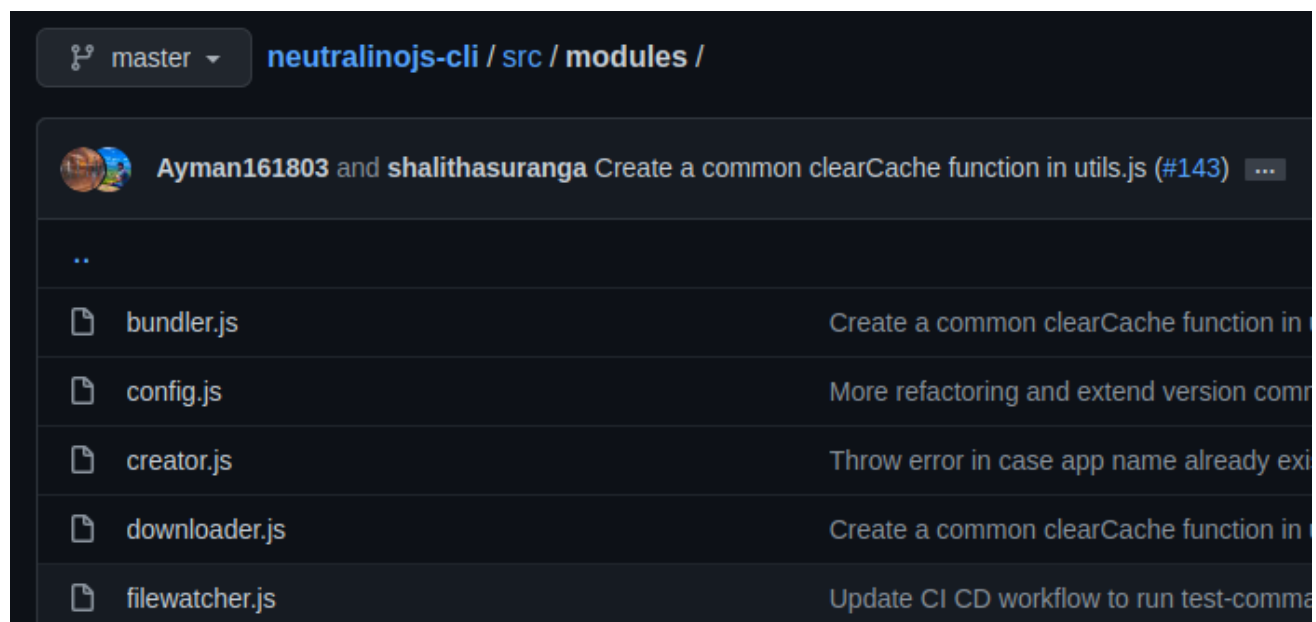 master neutralinojs-cli / src / modules /
Ayman161803 and shalithasuranga Create a common clearCache function in utils.js (#143) ...
..
bundler.js Create a common clearCache function in
config.js More refactoring and extend version
creator.js Throw error in case app name already
downloader.js Create a common clearCache function in
filewatcher.js Update CI CD workflow to run